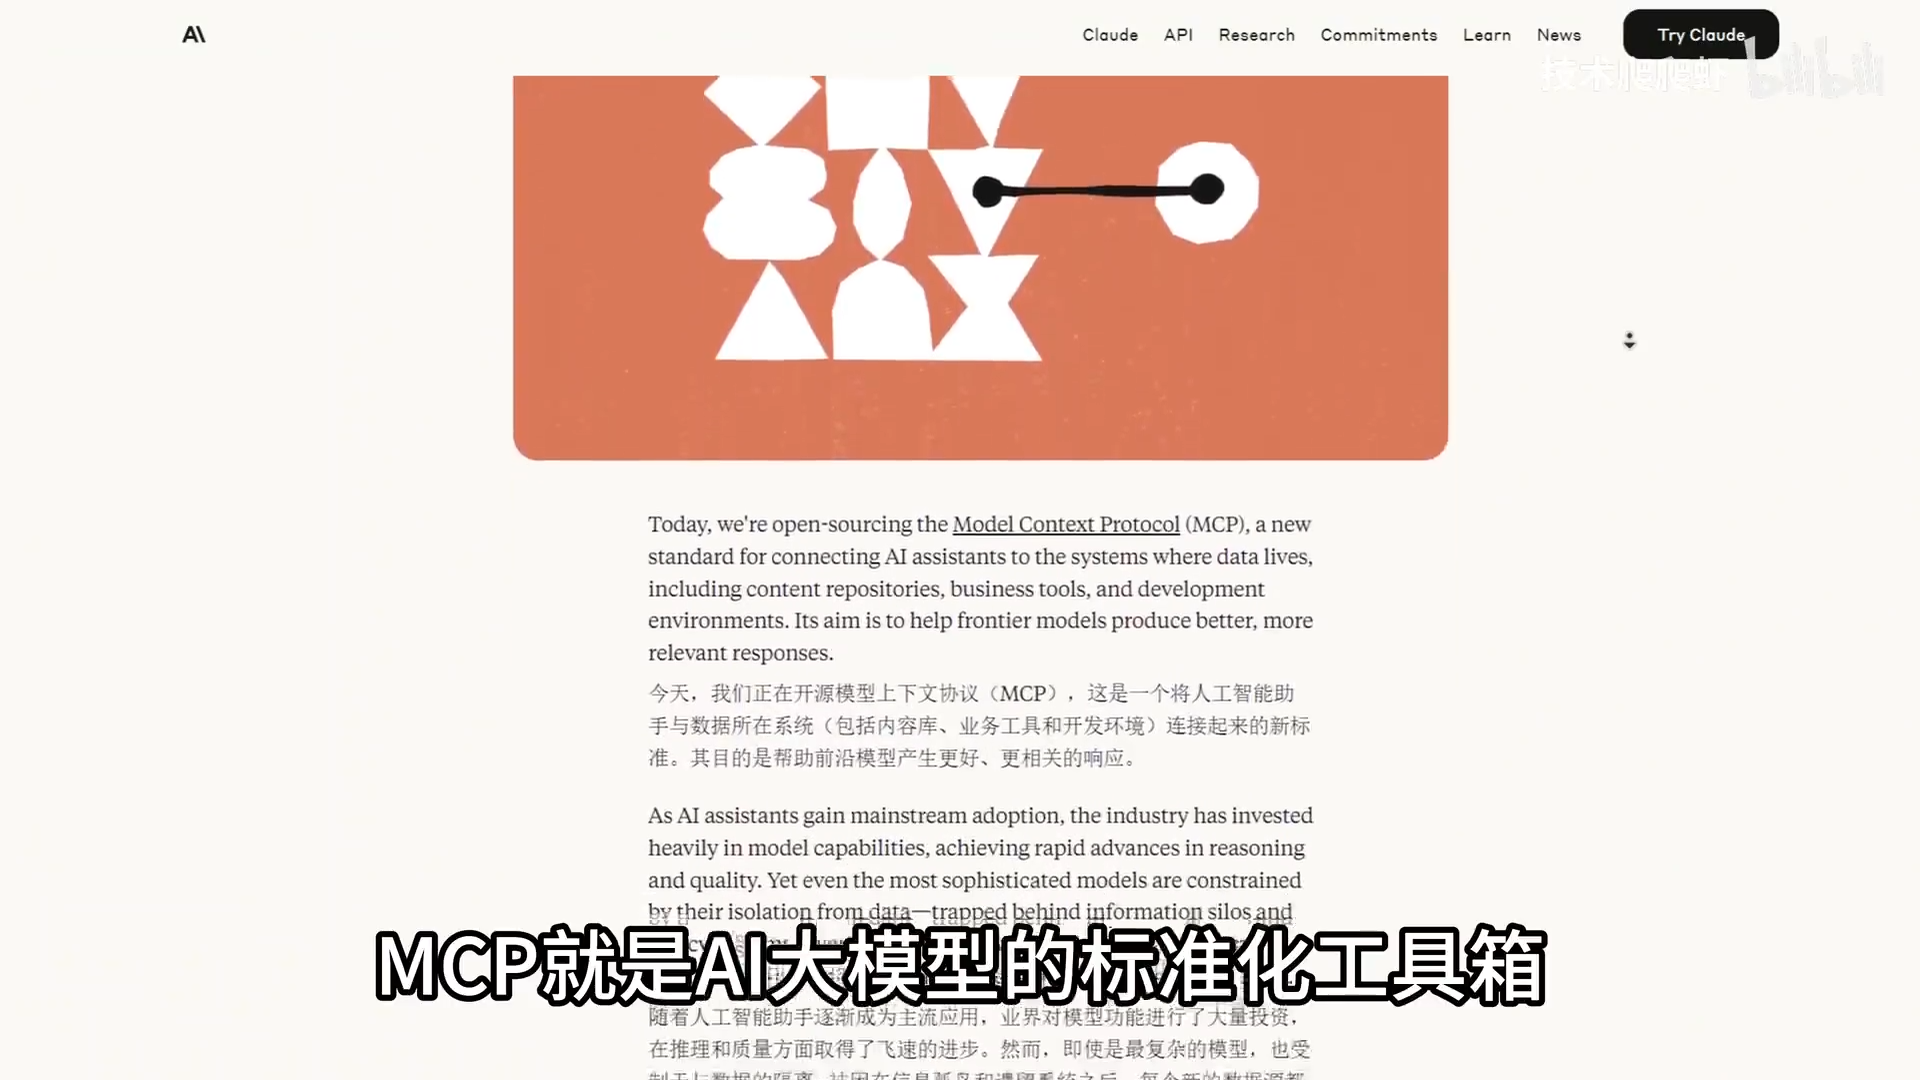 A\
Claude API Research Commitments Learn News Try Claude
技术爬爬虾 bilibili
Today, we're open-sourcing the Model Context Protocol (MCP), a new
standard for connecting AI assistants to the systems where data lives,
including content repositories, business tools, and development
environments. Its aim is to help frontier models produce better, more
relevant responses.
今天，我们正在开源模型上下文协议（MCP），这是一个将人工智能助
手与数据所在系统（包括内容库、业务工具和开发环境）连接起来的新标
准。其目的是帮助前沿模型产生更好、更相关的响应。
As AI assistants gain mainstream adoption, the industry has invested
heavily in model capabilities, achieving rapid advances in reasoning
and quality. Yet even the most sophisticated models are constrained
by their isolation from data—trapped behind information silos and
MCP就是AI大模型的标准化工具箱
随着人工智能助手逐渐成为主流应用，业界对模型功能进行了大量投资，
在推理和质量方面取得了飞速的进步。然而，即使是最复杂的模型，也受